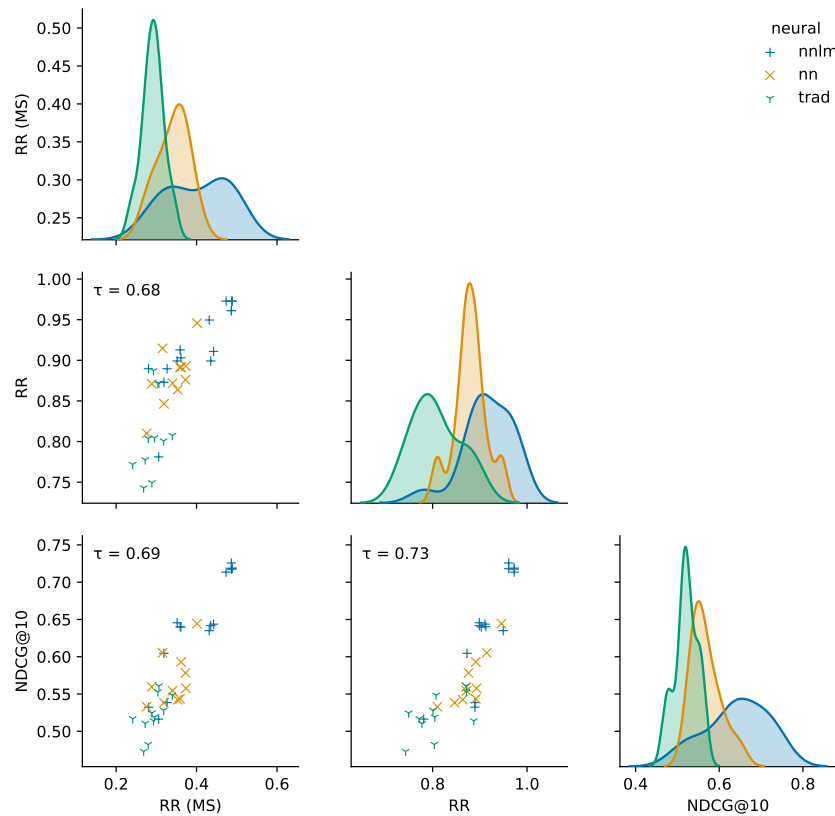 neural
nnlm
nn
trad
0.50
0.45
0.40
0.35
0.30
0.25
RR (MS)
1.00
0.95
0.90
0.85
0.80
0.75
RR
τ = 0.68
0.75
0.70
0.65
0.60
0.55
0.50
NDCG@10
τ = 0.69
τ = 0.73
0.2 0.4 0.6
0.8 1.0
0.4 0.6 0.8
RR (MS) RR NDCG@10